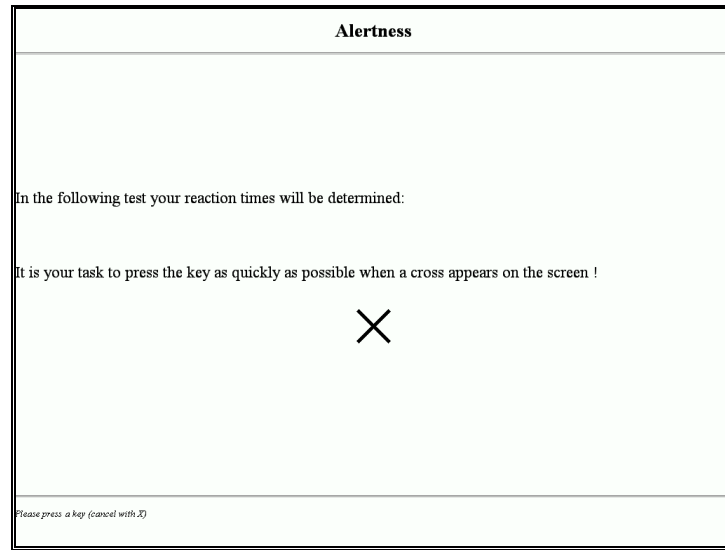 Alertness
In the following test your reaction times will be determined:
It is your task to press the key as quickly as possible when a cross appears on the screen !
Please press a key (cancel with X)